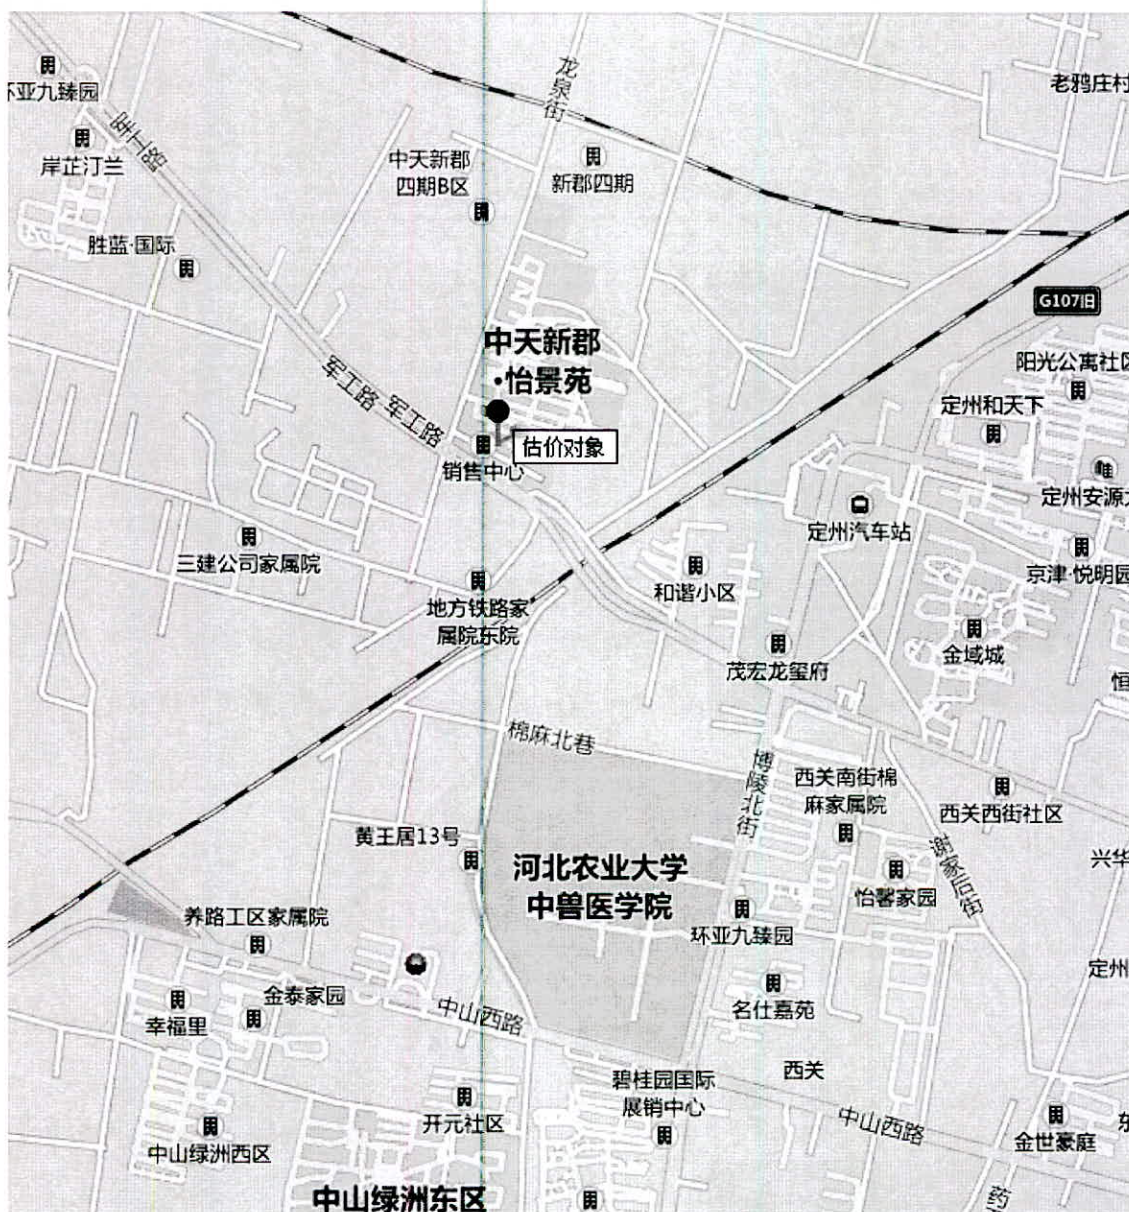 龙泉街
老鸦庄村
环亚九臻园
军工路
岸芷汀兰
中天新郡
四期B区
新郡四期
胜蓝·国际
G107旧
中天新郡
·怡景苑
阳光公寓社区
军工路
军工路
定州和天下
估价对象
销售中心
定州安源
定州汽车站
三建公司家属院
和谐小区
京津·悦明园
地方铁路家
属院东院
金域城
茂宏龙玺府
恒
棉麻北巷
博陵北街
西关南街棉
麻家属院
西关西街社区
黄王居13号
谢家后街
兴华
河北农业大学
中兽医学院
怡馨家园
养路工区家属院
环亚九臻园
定州
金泰家园
中山西路
名仕嘉苑
幸福里
西关
碧桂园国际
展销中心
开元社区
中山西路
东
中山绿洲西区
金世豪庭
中山绿洲东区
药